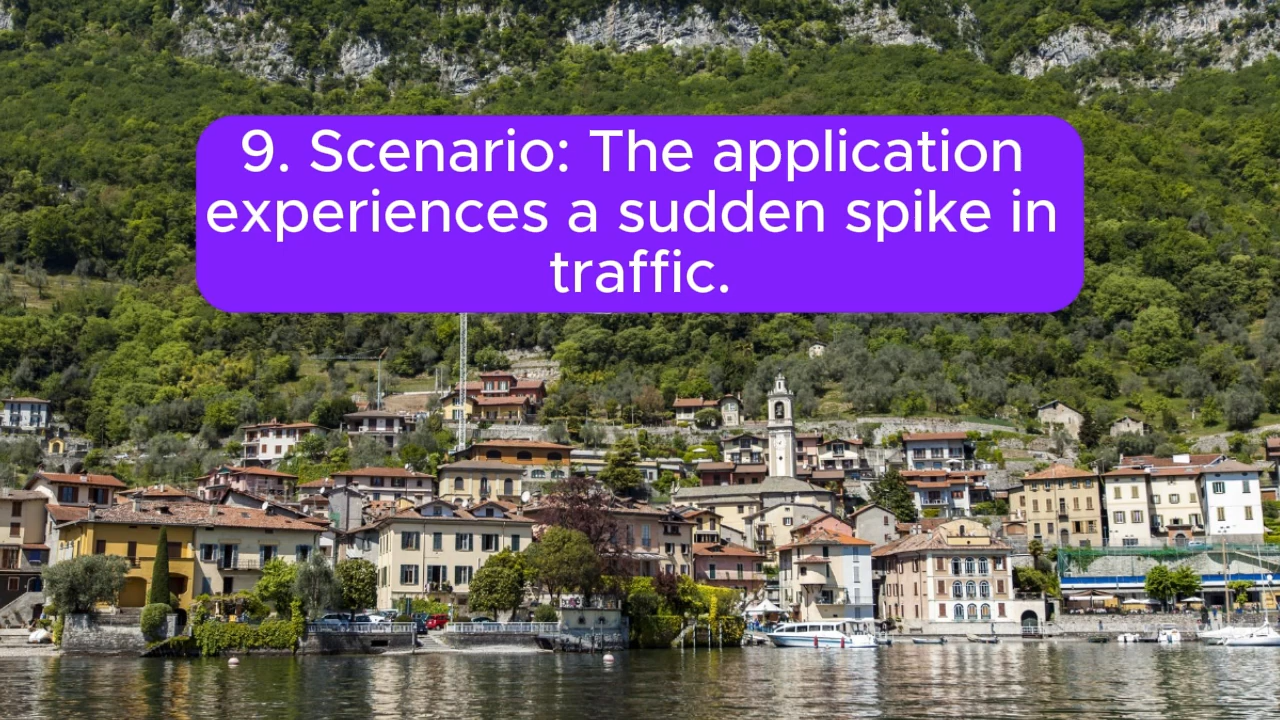 9. Scenario: The application
experiences a sudden spike in
traffic.